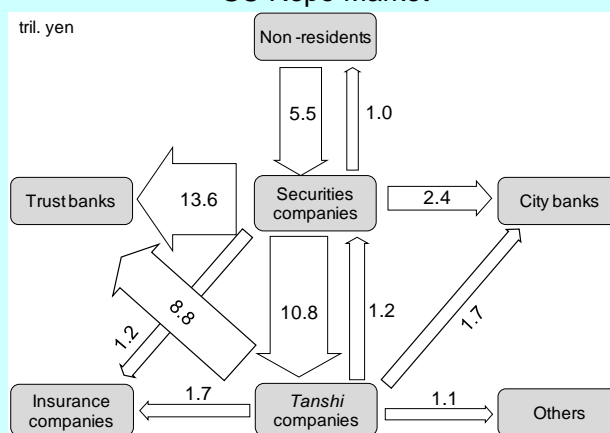 Repo market
tril. yen
Non -residents
5.5
1.0
Trust banks
13.6
Securities
companies
2.4
City banks
8.8
1.2
10.8
1.2
1.7
Insurance
companies
1.7
Tanshi
companies
1.1
Others